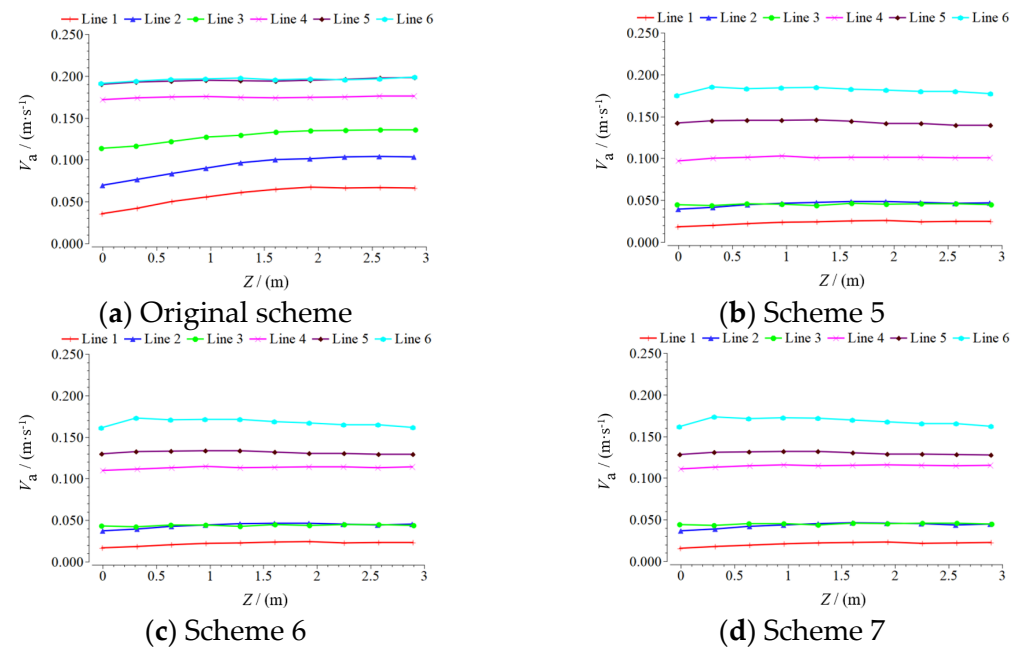 Line 1 Line 2 Line 3 Line 4 Line 5 Line 6
0.250
0.200
0.150
0.100
0.050
0.000
Va / (m·s⁻¹)
0 0.5 1 1.5 2 2.5 3
Z / (m)
(a) Original scheme
Line 1 Line 2 Line 3 Line 4 Line 5 Line 6
0.250
0.200
0.150
0.100
0.050
0.000
Va / (m·s⁻¹)
0 0.5 1 1.5 2 2.5 3
Z / (m)
(b) Scheme 5
Line 1 Line 2 Line 3 Line 4 Line 5 Line 6
0.250
0.200
0.150
0.100
0.050
0.000
Va / (m·s⁻¹)
0 0.5 1 1.5 2 2.5 3
Z / (m)
(c) Scheme 6
Line 1 Line 2 Line 3 Line 4 Line 5 Line 6
0.250
0.200
0.150
0.100
0.050
0.000
Va / (m·s⁻¹)
0 0.5 1 1.5 2 2.5 3
Z / (m)
(d) Scheme 7